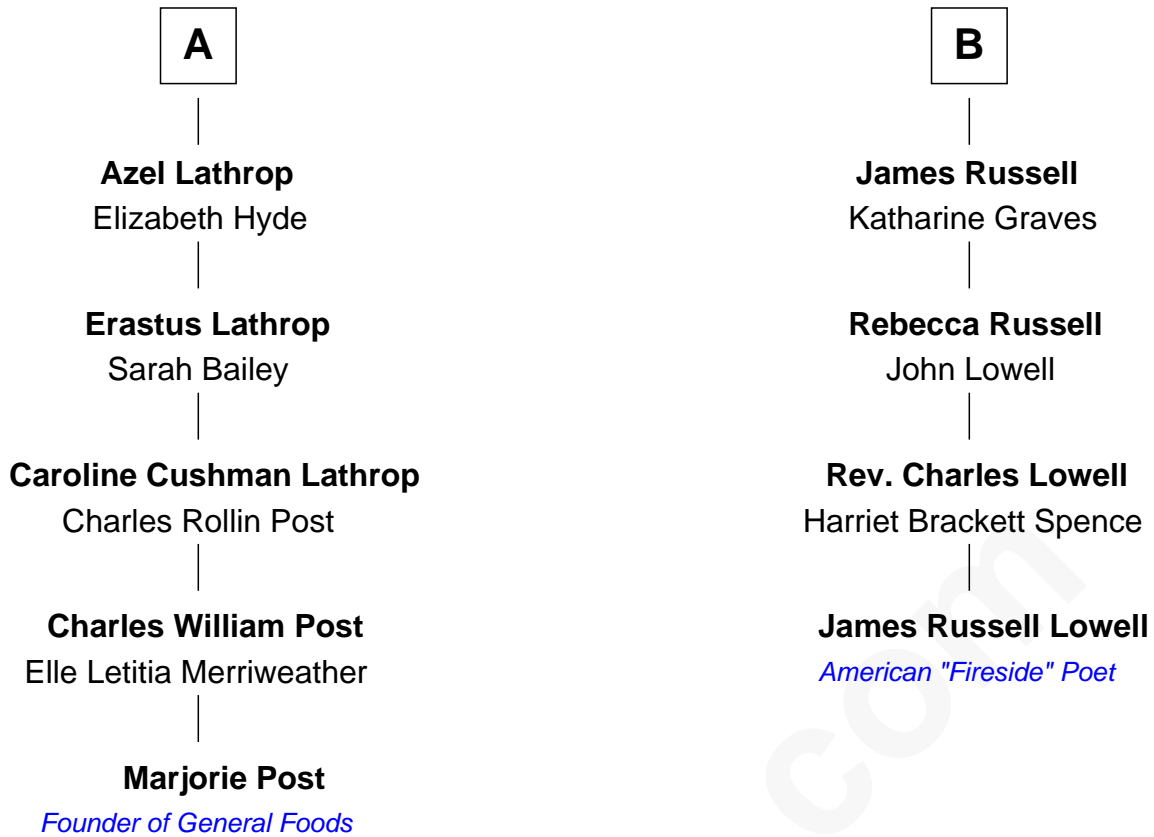 A
Azel Lathrop
Elizabeth Hyde
Erastus Lathrop
Sarah Bailey
Caroline Cushman Lathrop
Charles Rollin Post
Charles William Post
Elle Letitia Merriweather
Marjorie Post
Founder of General Foods
B
James Russell
Katharine Graves
Rebecca Russell
John Lowell
Rev. Charles Lowell
Harriet Brackett Spence
James Russell Lowell
American "Fireside" Poet
com